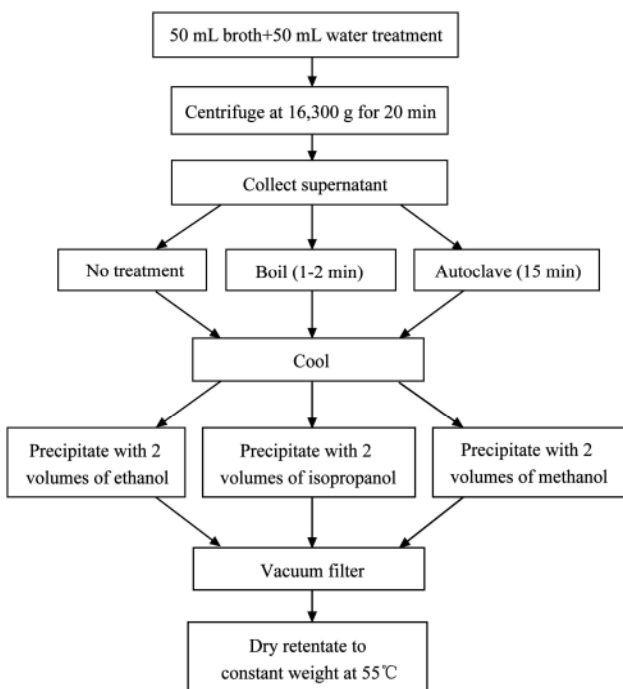 50 mL broth+50 mL water treatment
Centrifuge at 16,300 g for 20 min
Collect supernatant
No treatment
Boil (1-2 min)
Autoclave (15 min)
Cool
Precipitate with 2
volumes of ethanol
Precipitate with 2
volumes of isopropanol
Precipitate with 2
volumes of methanol
Vacuum filter
Dry retentate to
constant weight at 55℃